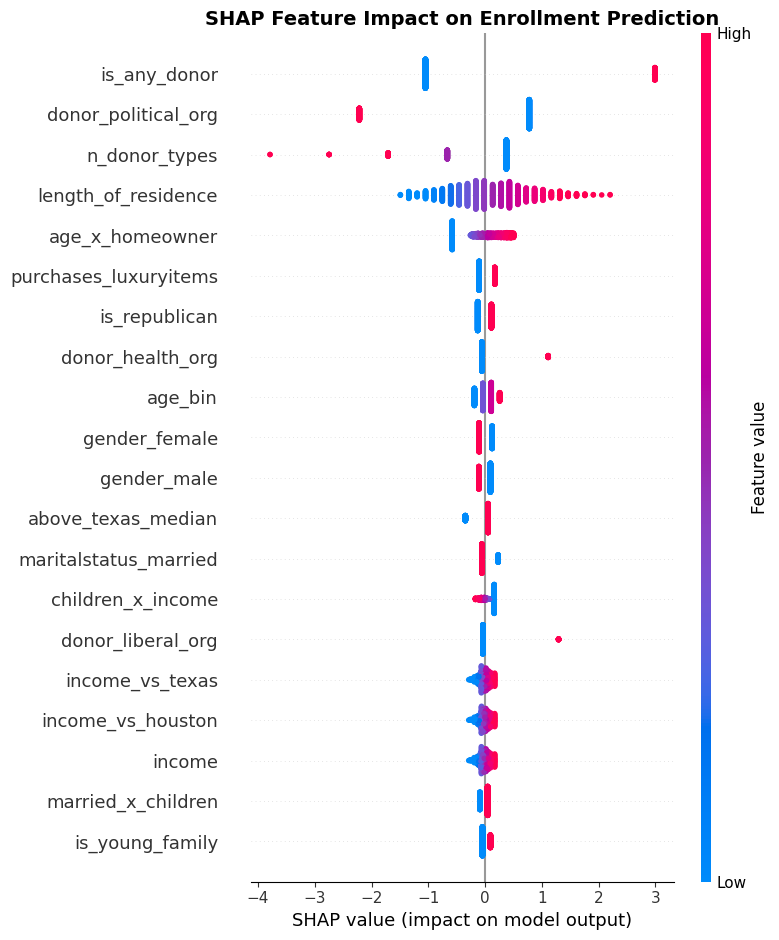 SHAP Feature Impact on Enrollment Prediction
High
is_any_donor
donor_political_org
n_donor_types
length_of_residence
age_x_homeowner
purchases_luxuryitems
is_republican
donor_health_org
age_bin
gender_female
gender_male
above_texas_median
maritalstatus_married
children_x_income
donor_liberal_org
income_vs_texas
income_vs_houston
income
married_x_children
is_young_family
Feature value
Low
−4 −3 −2 −1 0 1 2 3
SHAP value (impact on model output)